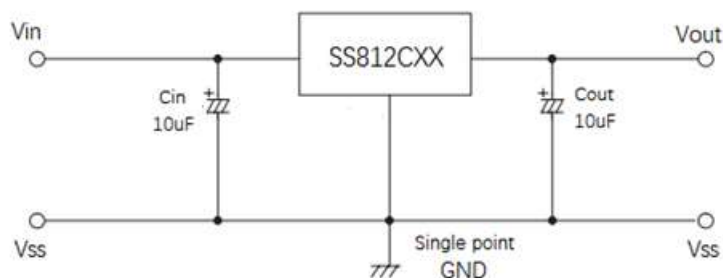 Vin
SS812CXX
Vout
+
Cin
10uF
+
Cout
10uF
Vss
Single point
GND
Vss